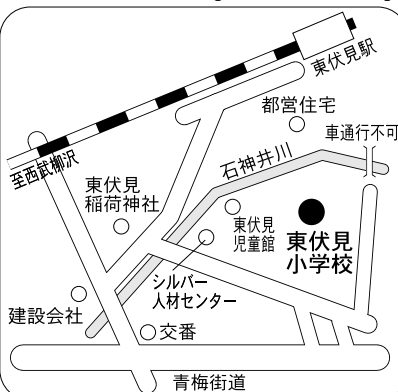 東伏見駅
都営住宅
車通行不可
石神井川
至西武柳沢
東伏見
稲荷神社
東伏見
児童館
東伏見
小学校
シルバー
人材センター
建設会社
交番
青梅街道